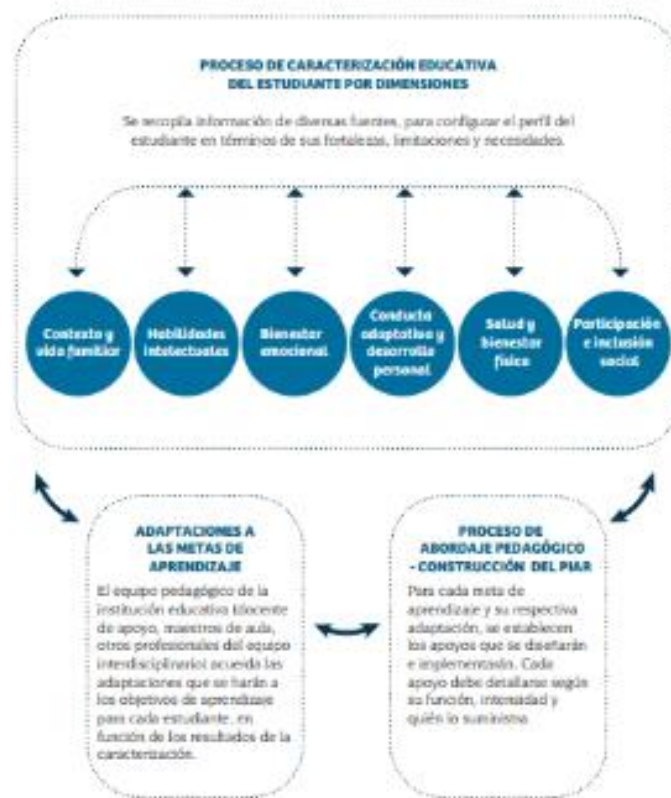 PROCESO DE CARACTERIZACIÓN EDUCATIVA
DEL ESTUDIANTE POR DIMENSIONES
Se recopila información de diversas fuentes, para configurar el perfil del
estudiante en términos de sus fortalezas, limitaciones y necesidades.
Contexto y
vida familiar
Habilidades
intelectuales
Bienestar
emocional
Conducta
adaptativa y
desarrollo
personal
Salud y
bienestar
físico
Participación
e inclusión
social
ADAPTACIONES A
LAS METAS DE
APRENDIZAJE
El equipo pedagógico de la
institución educativa (docente
de apoyo, maestros de aula,
otros profesionales del equipo
interdisciplinario) acuerda las
adaptaciones que se harán a
los objetivos de aprendizaje
para cada estudiante, en
función de los resultados de la
caracterización.
PROCESO DE
ABORDAJE PEDAGÓGICO
- CONSTRUCCIÓN DEL PIAR
Para cada meta de
aprendizaje y su respectiva
adaptación, se establecen
los apoyos que se diseñarán
e implementarán. Cada
apoyo debe detallarse según
su función, intensidad y
quién lo suministra